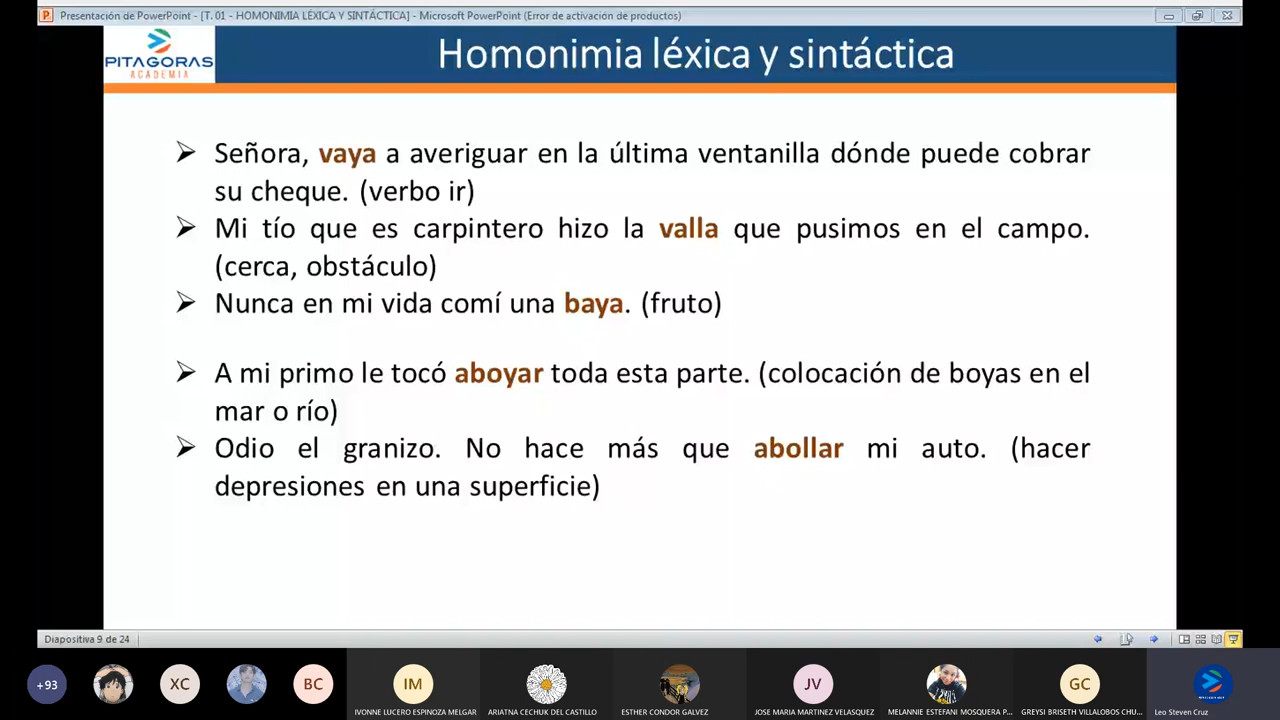 Presentación de PowerPoint - [T. 01 - HOMONIMIA LÉXICA Y SINTÁCTICA] - Microsoft PowerPoint (Error de activación de productos)
PITAGORAS
ACADEMIA
Homonimia léxica y sintáctica
➢ Señora, vaya a averiguar en la última ventanilla dónde puede cobrar
su cheque. (verbo ir)
➢ Mi tío que es carpintero hizo la valla que pusimos en el campo.
(cerca, obstáculo)
➢ Nunca en mi vida comí una baya. (fruto)
➢ A mi primo le tocó aboyar toda esta parte. (colocación de boyas en el
mar o río)
➢ Odio el granizo. No hace más que abollar mi auto. (hacer
depresiones en una superficie)
Diapositiva 9 de 24
+93
XC
BC
IM
JV
GC
IVONNE LUCERO ESPINOZA MELGAR
ARIATNA CECHUK DEL CASTILLO
ESTHER CONDOR GALVEZ
JOSE MARIA MARTINEZ VELASQUEZ
MELANNIE ESTEFANI MOSQUERA P...
GREYSI BRISETH VILLALOBOS CHU...
Leo Steven Cruz